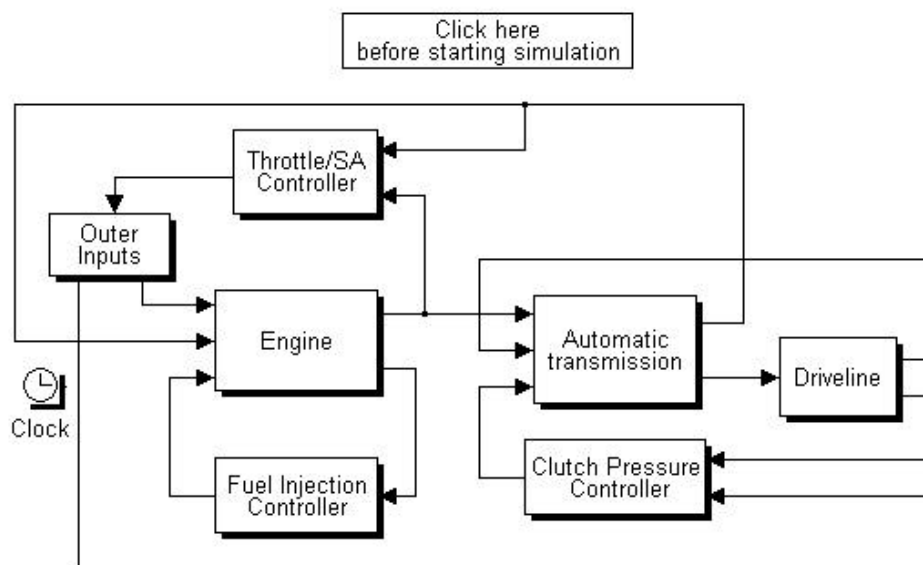 Click here
before starting simulation
Throttle/SA
Controller
Outer
Inputs
Engine
Automatic
transmission
Driveline
Clock
Fuel Injection
Controller
Clutch Pressure
Controller